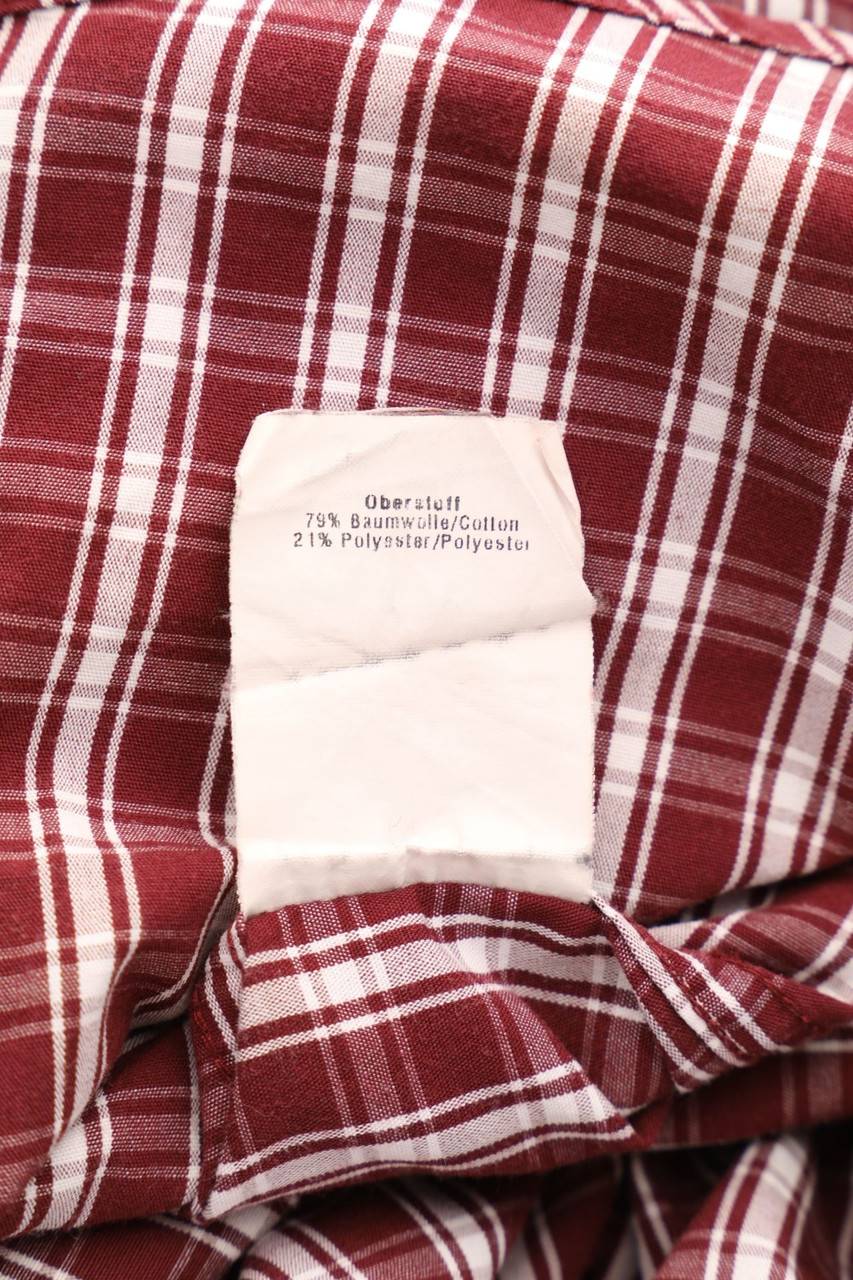 Oberstoff
79% Baumwolle/Cotton
21% Polyester/Polyester